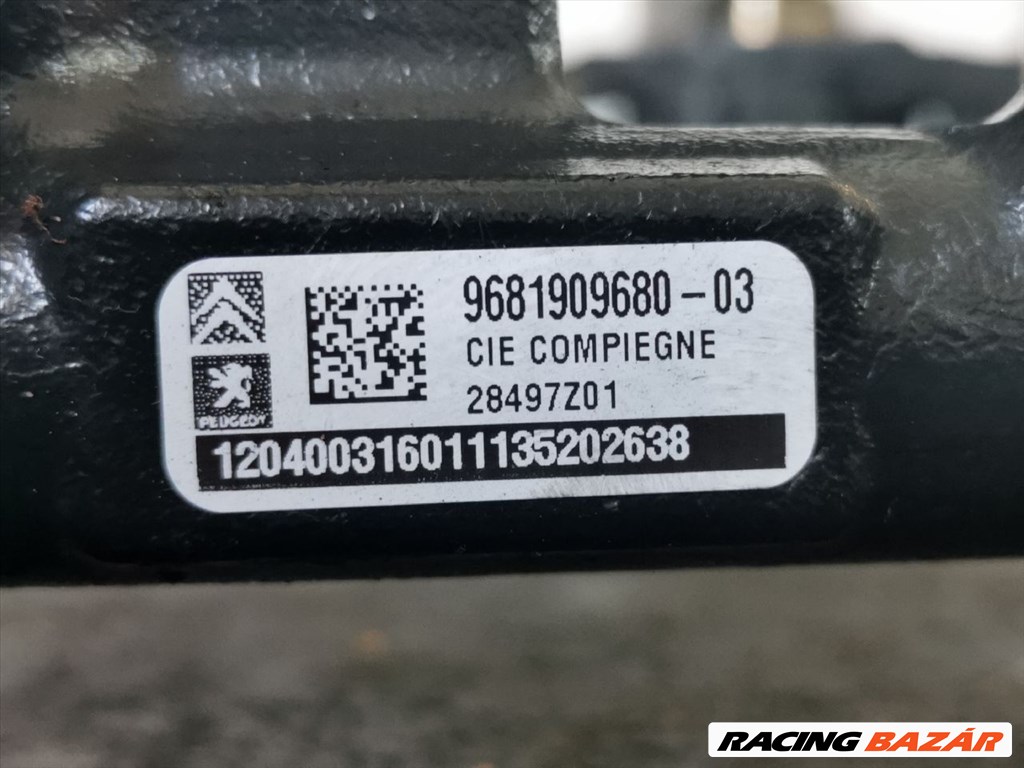 9681909680-03
CIE COMPIEGNE
28497Z01
PEUGEOT
120400316011135202638
RACING BAZÁR